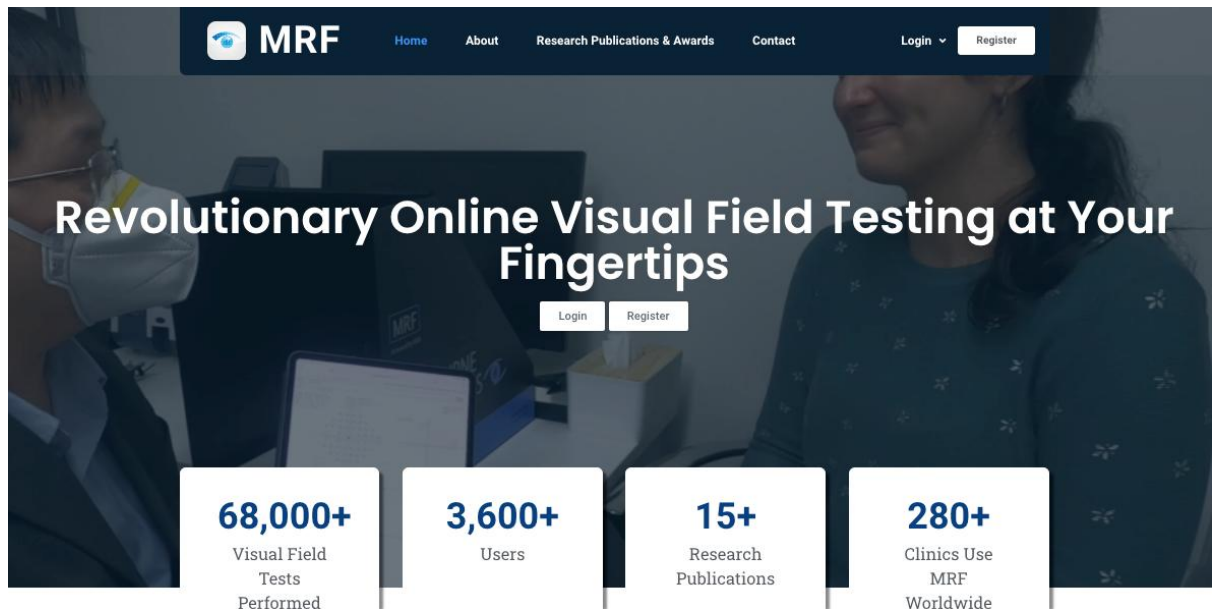 MRF
Home
About
Research Publications & Awards
Contact
Login
Register
Revolutionary Online Visual Field Testing at Your
Fingertips
Login
Register
MRF
68,000+
Visual Field
Tests
Performed
3,600+
Users
15+
Research
Publications
280+
Clinics Use
MRF
Worldwide